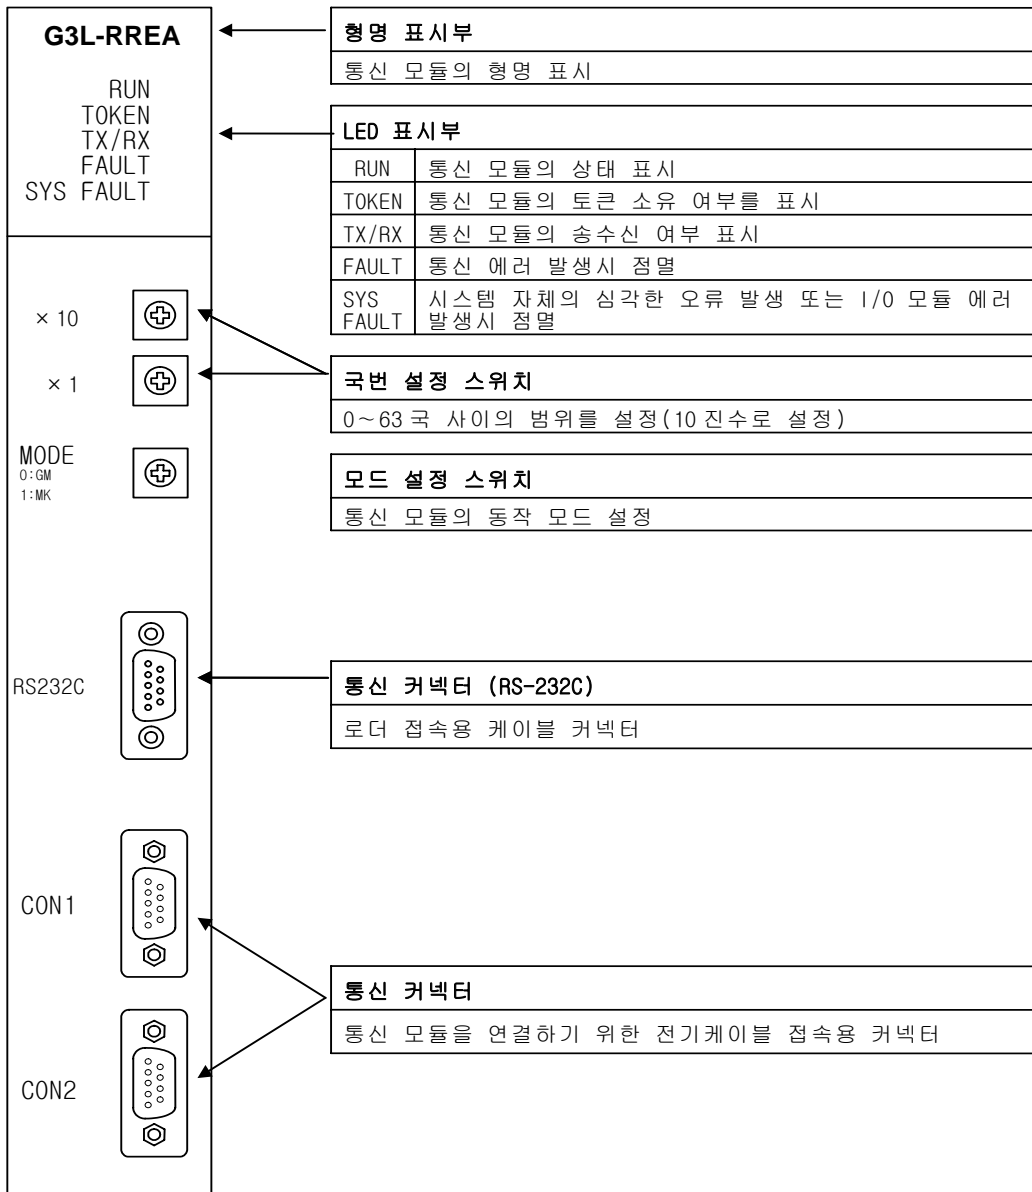 G3L-RREA
RUN
TOKEN
TX/RX
FAULT
SYS FAULT
× 10
× 1
MODE
0:GM
1:MK
RS232C
CON1
CON2
형명 표시부
통신 모듈의 형명 표시
LED 표시부
RUN 통신 모듈의 상태 표시
TOKEN 통신 모듈의 토큰 소유 여부를 표시
TX/RX 통신 모듈의 송수신 여부 표시
FAULT 통신 에러 발생시 점멸
SYS FAULT 시스템 자체의 심각한 오류 발생 또는 I/O 모듈 에러
발생시 점멸
국번 설정 스위치
0~63 국 사이의 범위를 설정(10 진수로 설정)
모드 설정 스위치
통신 모듈의 동작 모드 설정
통신 커넥터 (RS-232C)
로더 접속용 케이블 커넥터
통신 커넥터
통신 모듈을 연결하기 위한 전기케이블 접속용 커넥터